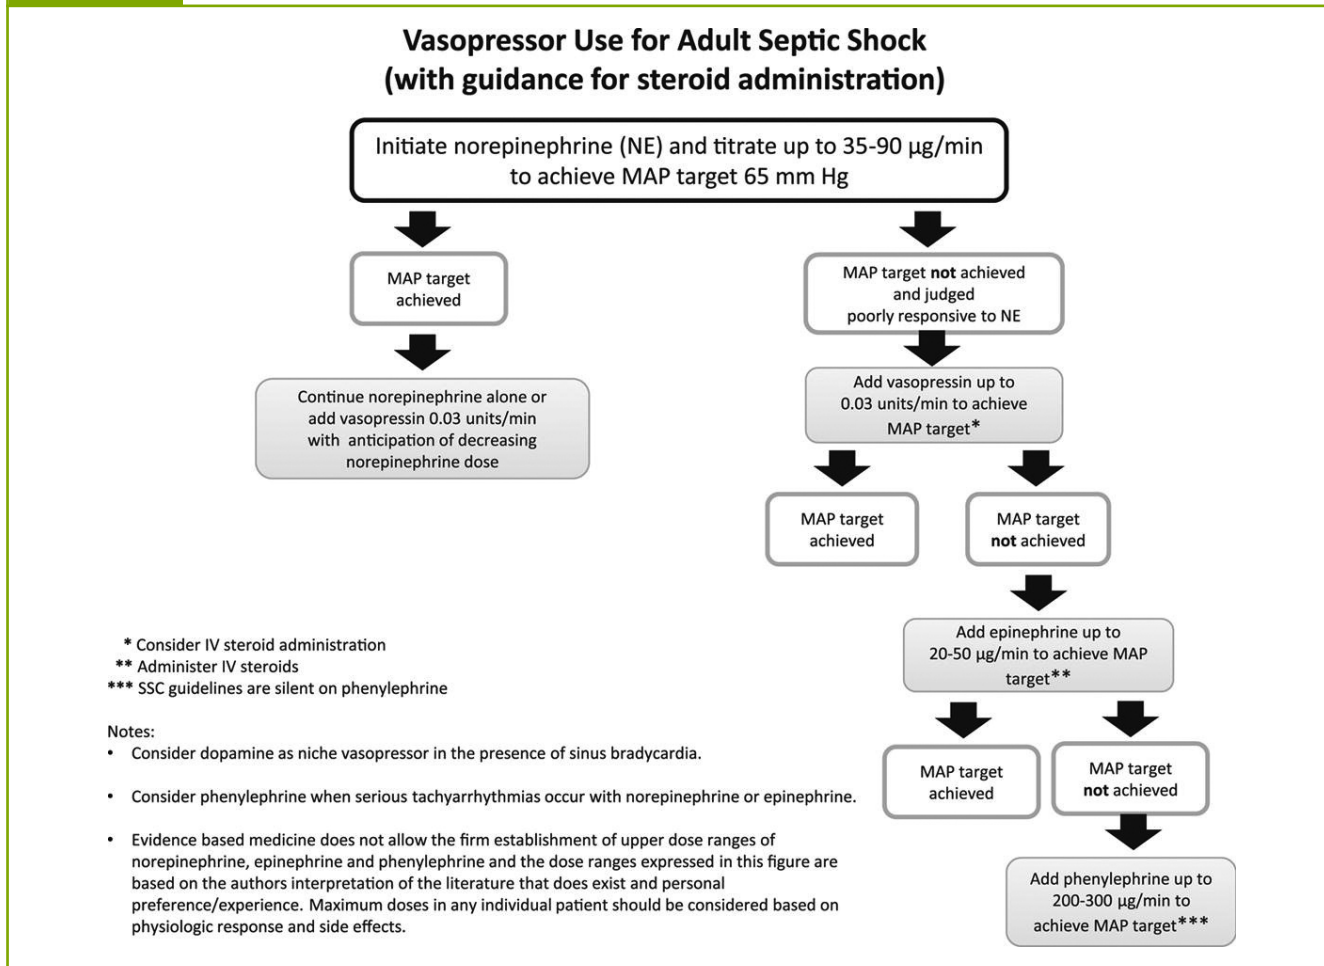 Vasopressor Use for Adult Septic Shock
(with guidance for steroid administration)
Initiate norepinephrine (NE) and titrate up to 35-90 µg/min
to achieve MAP target 65 mm Hg
MAP target
achieved
Continue norepinephrine alone or
add vasopressin 0.03 units/min
with anticipation of decreasing
norepinephrine dose
MAP target not achieved
and judged
poorly responsive to NE
Add vasopressin up to
0.03 units/min to achieve
MAP target*
MAP target
achieved
MAP target
not achieved
Add epinephrine up to
20-50 µg/min to achieve MAP
target**
MAP target
achieved
MAP target
not achieved
Add phenylephrine up to
200-300 µg/min to
achieve MAP target***
* Consider IV steroid administration
** Administer IV steroids
*** SSC guidelines are silent on phenylephrine
Notes:
• Consider dopamine as niche vasopressor in the presence of sinus bradycardia.
• Consider phenylephrine when serious tachyarrhythmias occur with norepinephrine or epinephrine.
• Evidence based medicine does not allow the firm establishment of upper dose ranges of
norepinephrine, epinephrine and phenylephrine and the dose ranges expressed in this figure are
based on the authors interpretation of the literature that does exist and personal
preference/experience. Maximum doses in any individual patient should be considered based on
physiologic response and side effects.